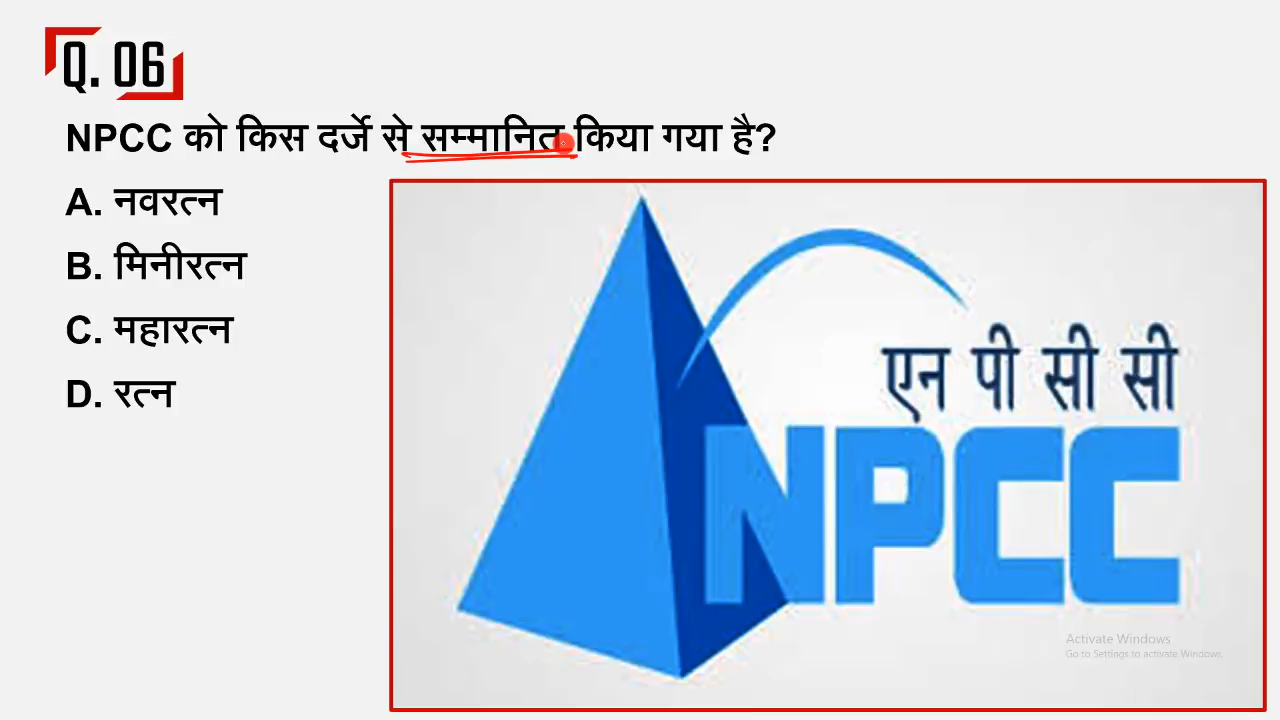 Q. 06
NPCC को किस दर्जे से सम्मानित किया गया है?
A. नवरत्न
B. मिनीरत्न
C. महारत्न
D. रत्न
एन पी सी सी
NPCC
Activate Windows
Go to Settings to activate Windows.